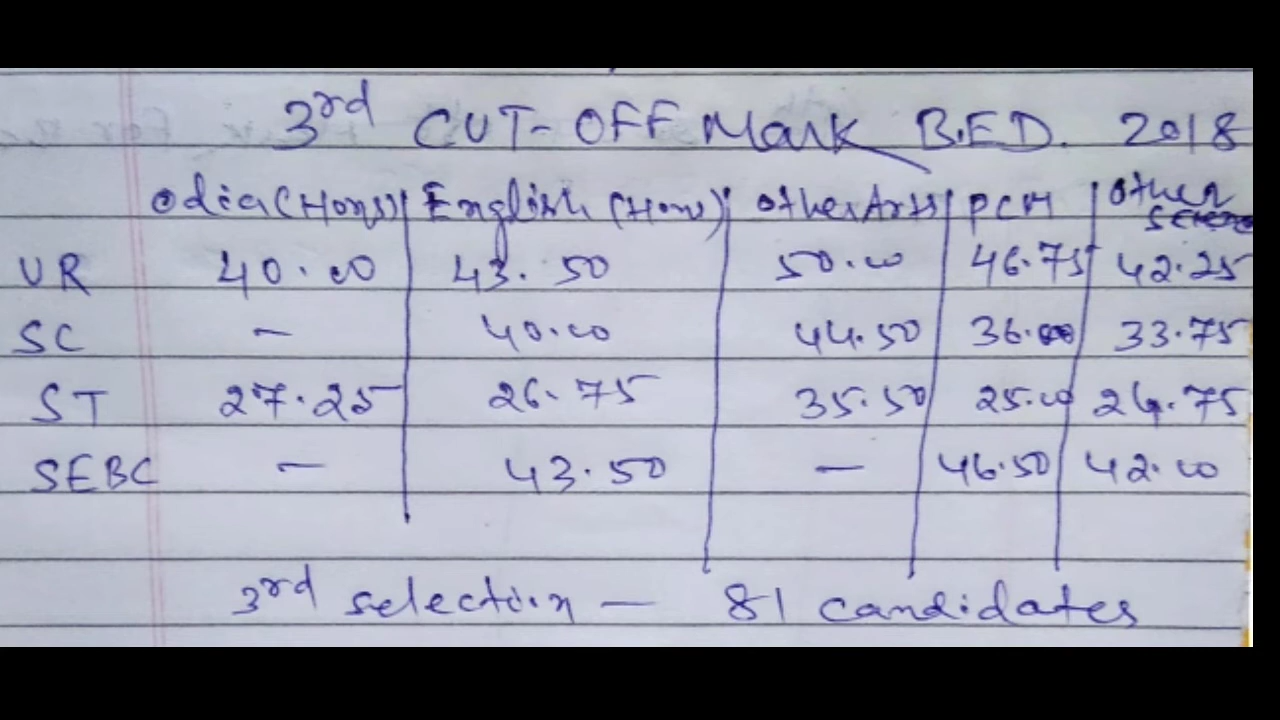 3rd CUT-OFF Mark B.ED. 2018
Odia(Hons) English (Hons) Other Arts PCM Other Science
UR 40.00 43.50 50.00 46.75 42.25
SC - 40.00 44.50 36.00 33.75
ST 27.25 26.75 35.50 25.00 24.75
SEBC - 43.50 - 46.50 42.00
3rd selection - 81 candidates